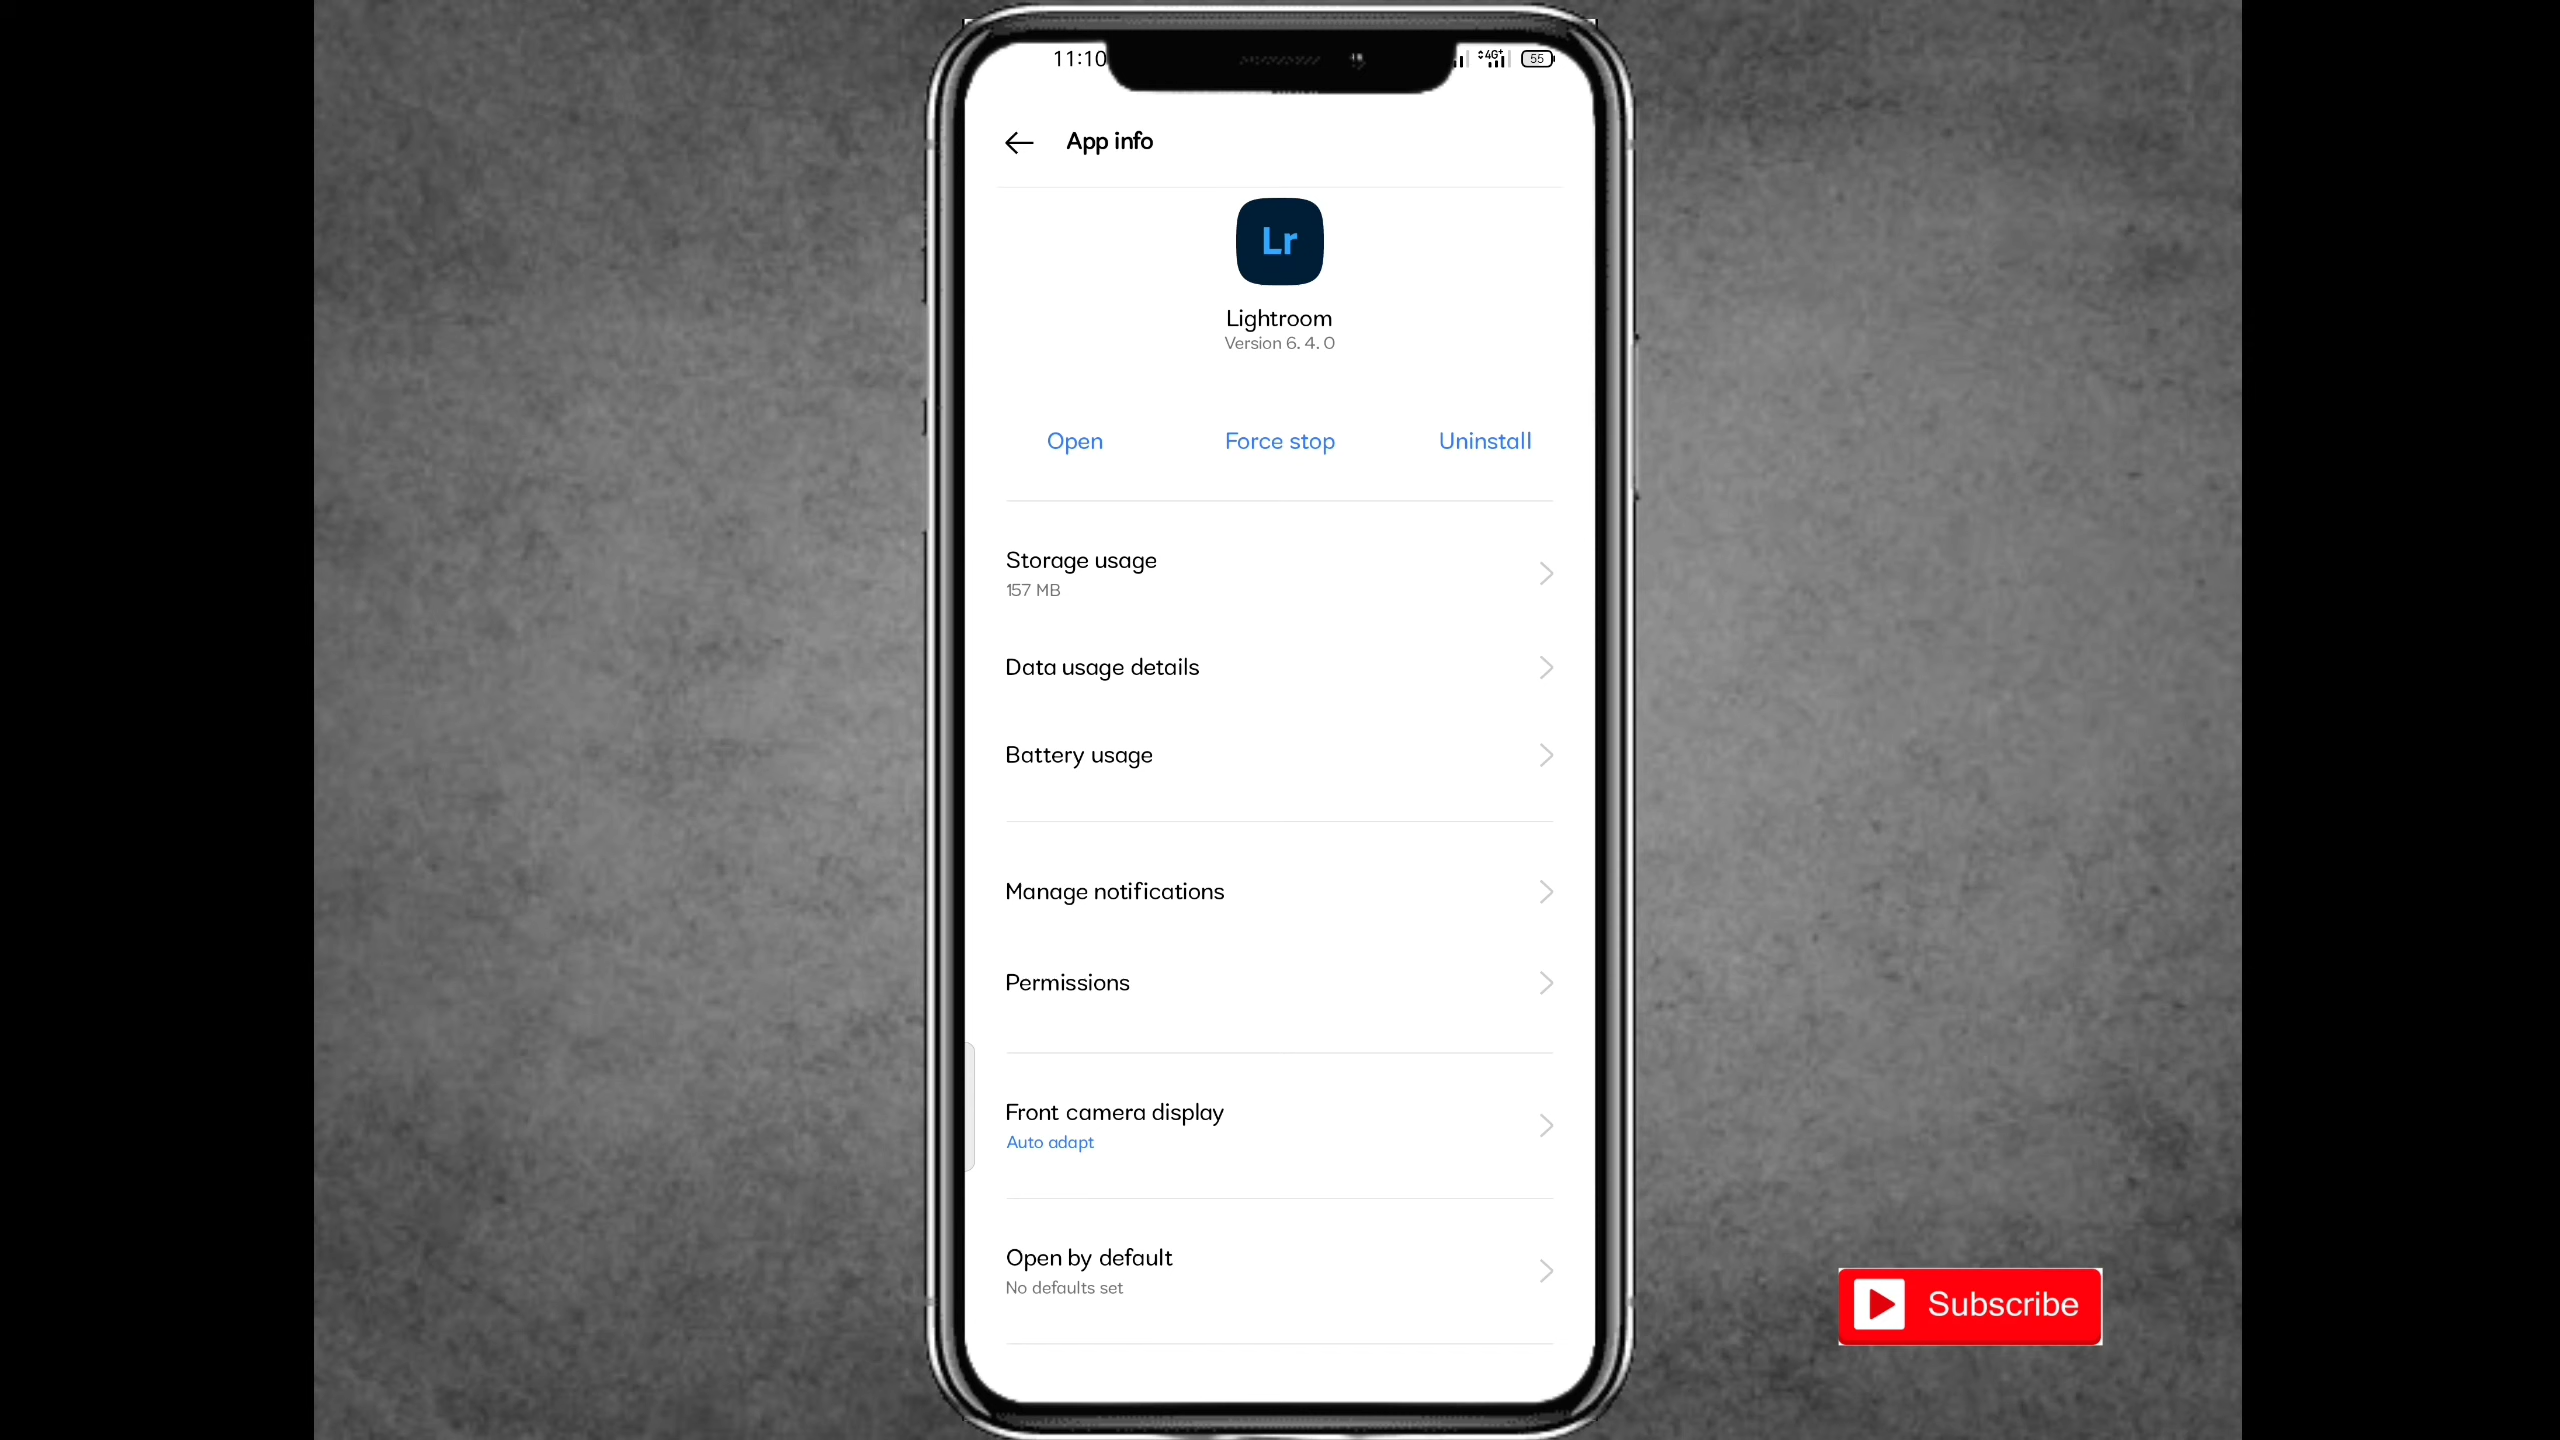 11:10
4G+
55
App info
Lr
Lightroom
Version 6. 4. 0
Open
Force stop
Uninstall
Storage usage
157 MB
Data usage details
Battery usage
Manage notifications
Permissions
Front camera display
Auto adapt
Open by default
No defaults set
Subscribe